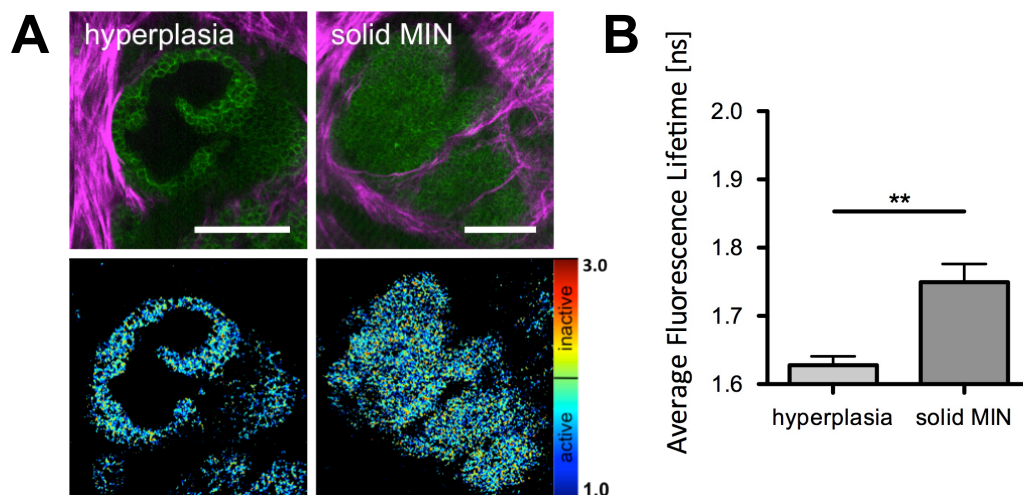 A
hyperplasia
solid MIN
3.0
inactive
active
1.0
B
Average Fluorescence Lifetime [ns]
2.0
1.9
1.8
1.7
1.6
**
hyperplasia
solid MIN